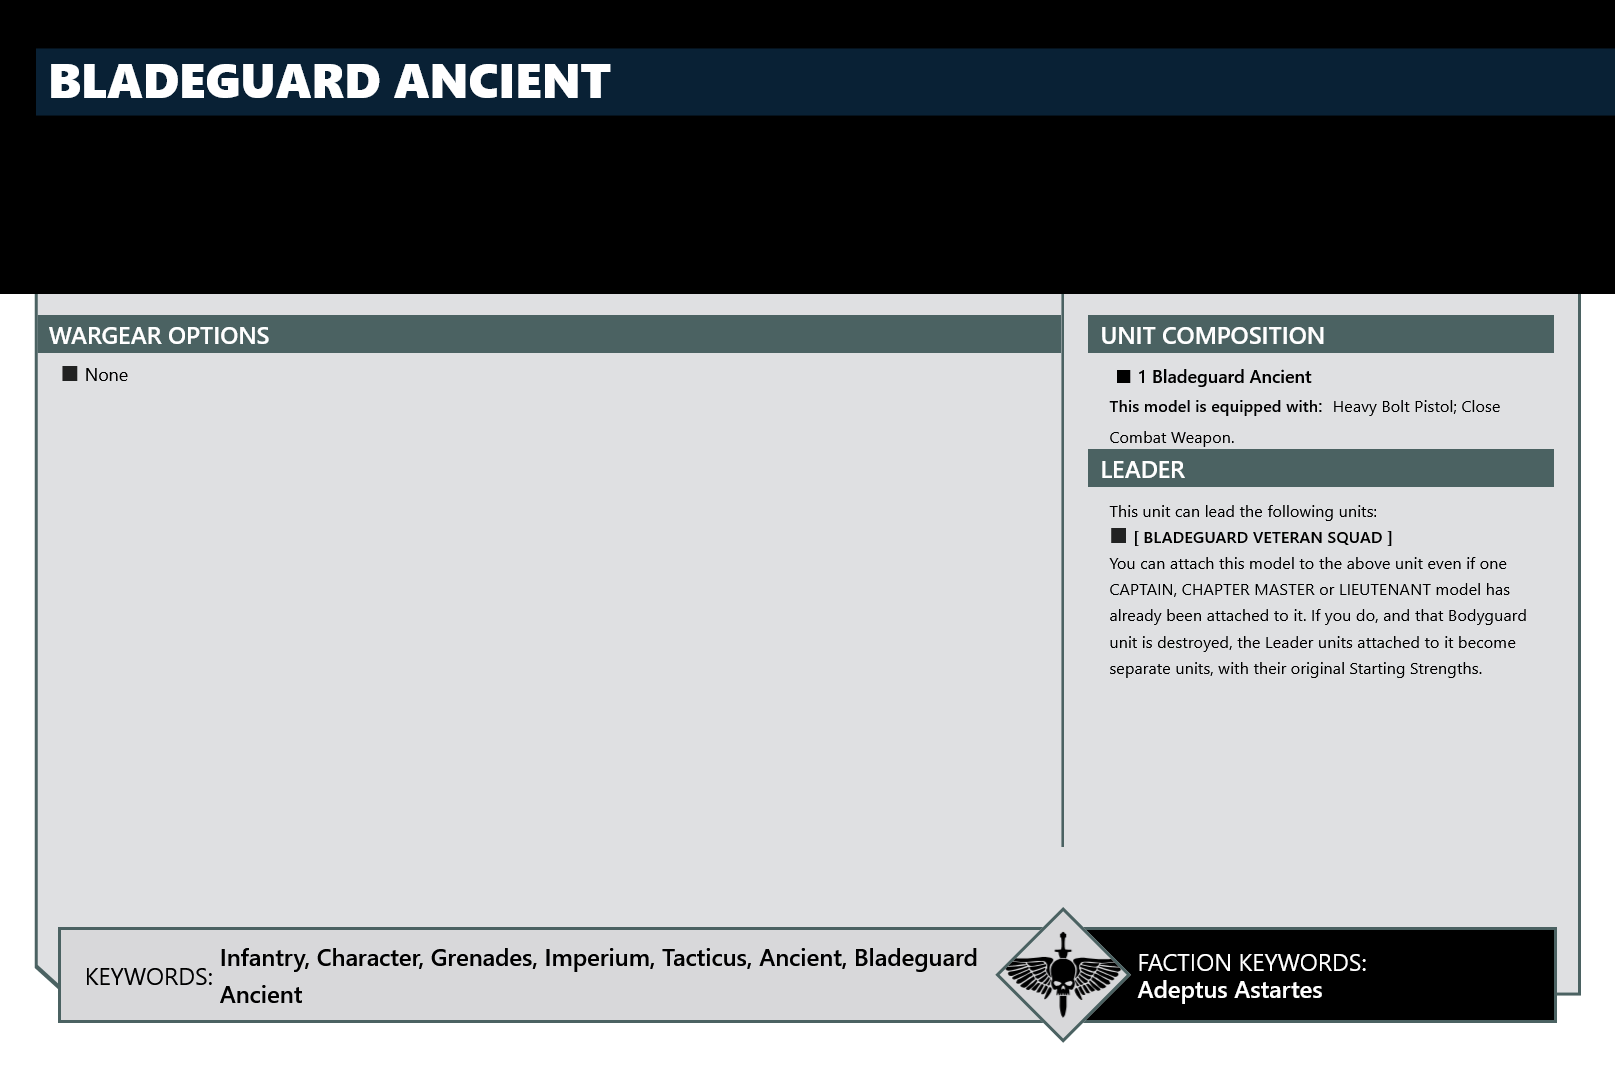 BLADEGUARD ANCIENT
WARGEAR OPTIONS
None
UNIT COMPOSITION
1 Bladeguard Ancient
This model is equipped with: Heavy Bolt Pistol; Close
Combat Weapon.
LEADER
This unit can lead the following units:
[ BLADEGUARD VETERAN SQUAD ]
You can attach this model to the above unit even if one
CAPTAIN, CHAPTER MASTER or LIEUTENANT model has
already been attached to it. If you do, and that Bodyguard
unit is destroyed, the Leader units attached to it become
separate units, with their original Starting Strengths.
KEYWORDS: Infantry, Character, Grenades, Imperium, Tacticus, Ancient, Bladeguard
Ancient
FACTION KEYWORDS:
Adeptus Astartes